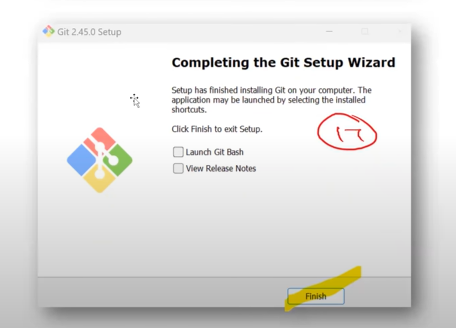 Git 2.45.0 Setup
Completing the Git Setup Wizard
Setup has finished installing Git on your computer. The
application may be launched by selecting the installed
shortcuts.
Click Finish to exit Setup.
Launch Git Bash
View Release Notes
Finish